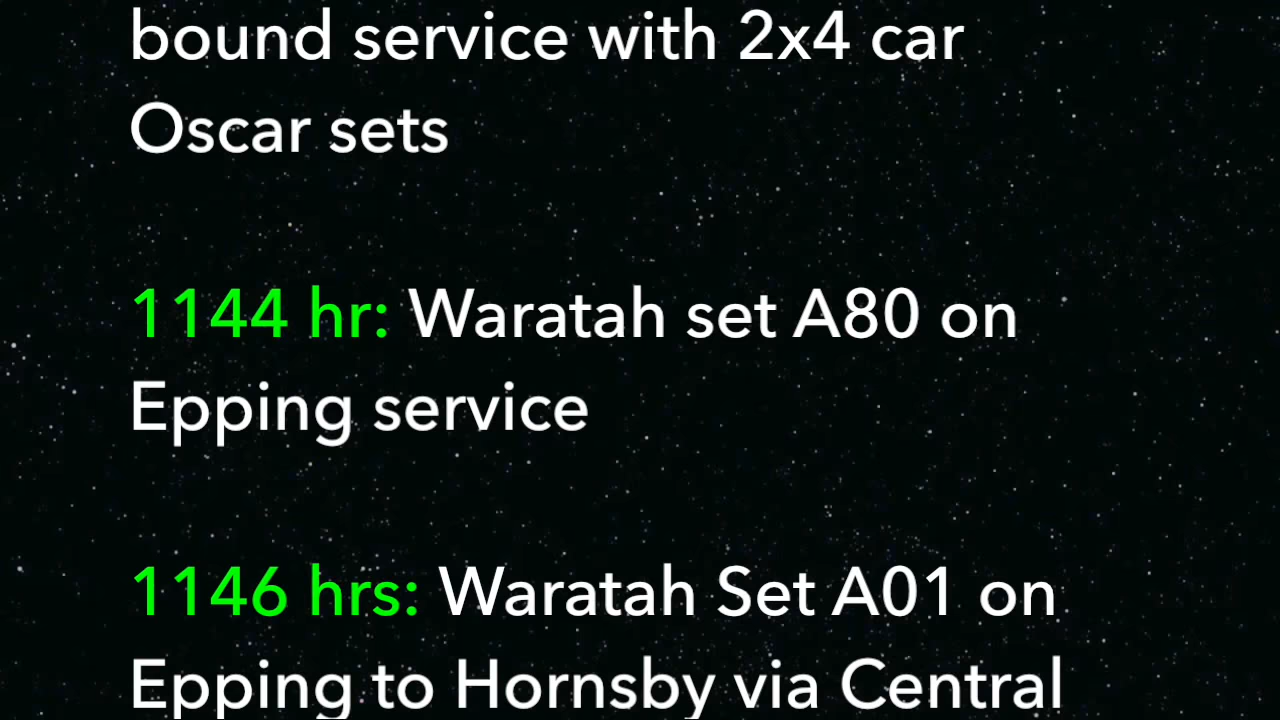 bound service with 2x4 car
Oscar sets
1144 hr: Waratah set A80 on
Epping service
1146 hrs: Waratah Set A01 on
Epping to Hornsby via Central